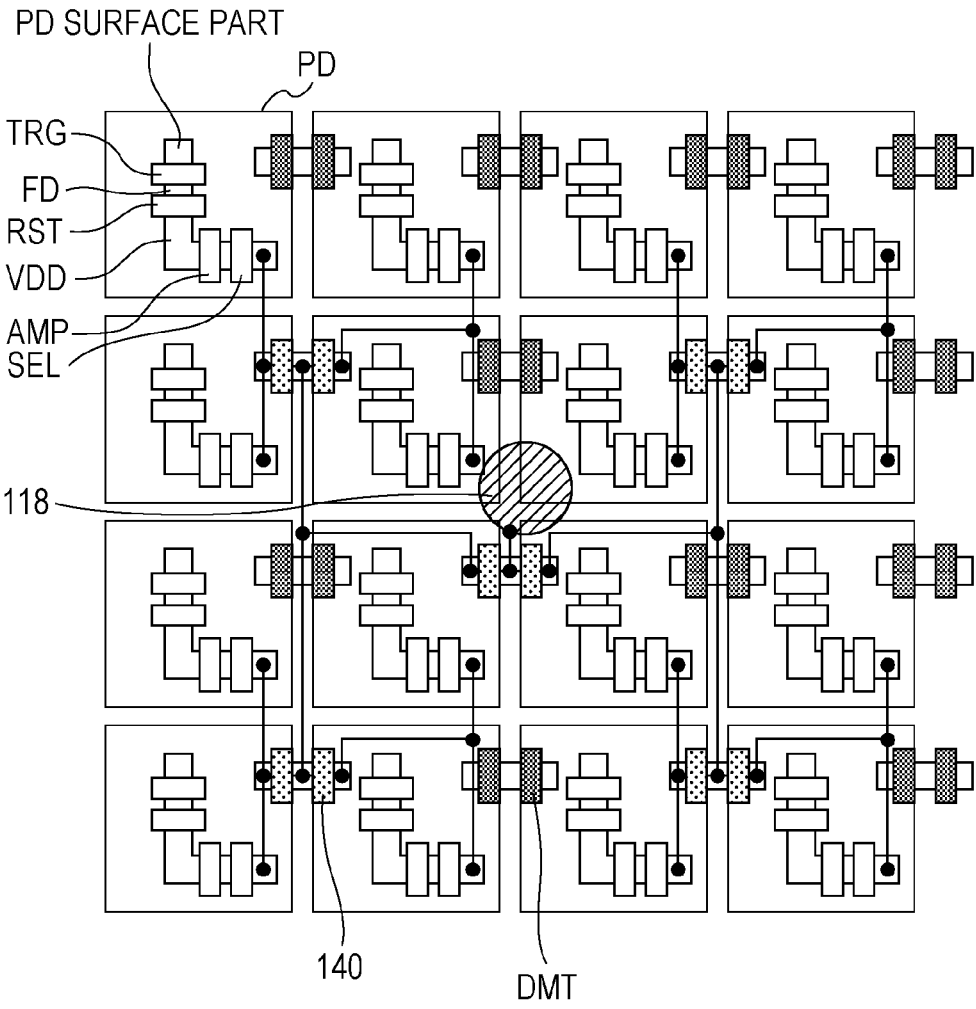 PD SURFACE PART
PD
TRG
FD
RST
VDD
AMP
SEL
118
140
DMT